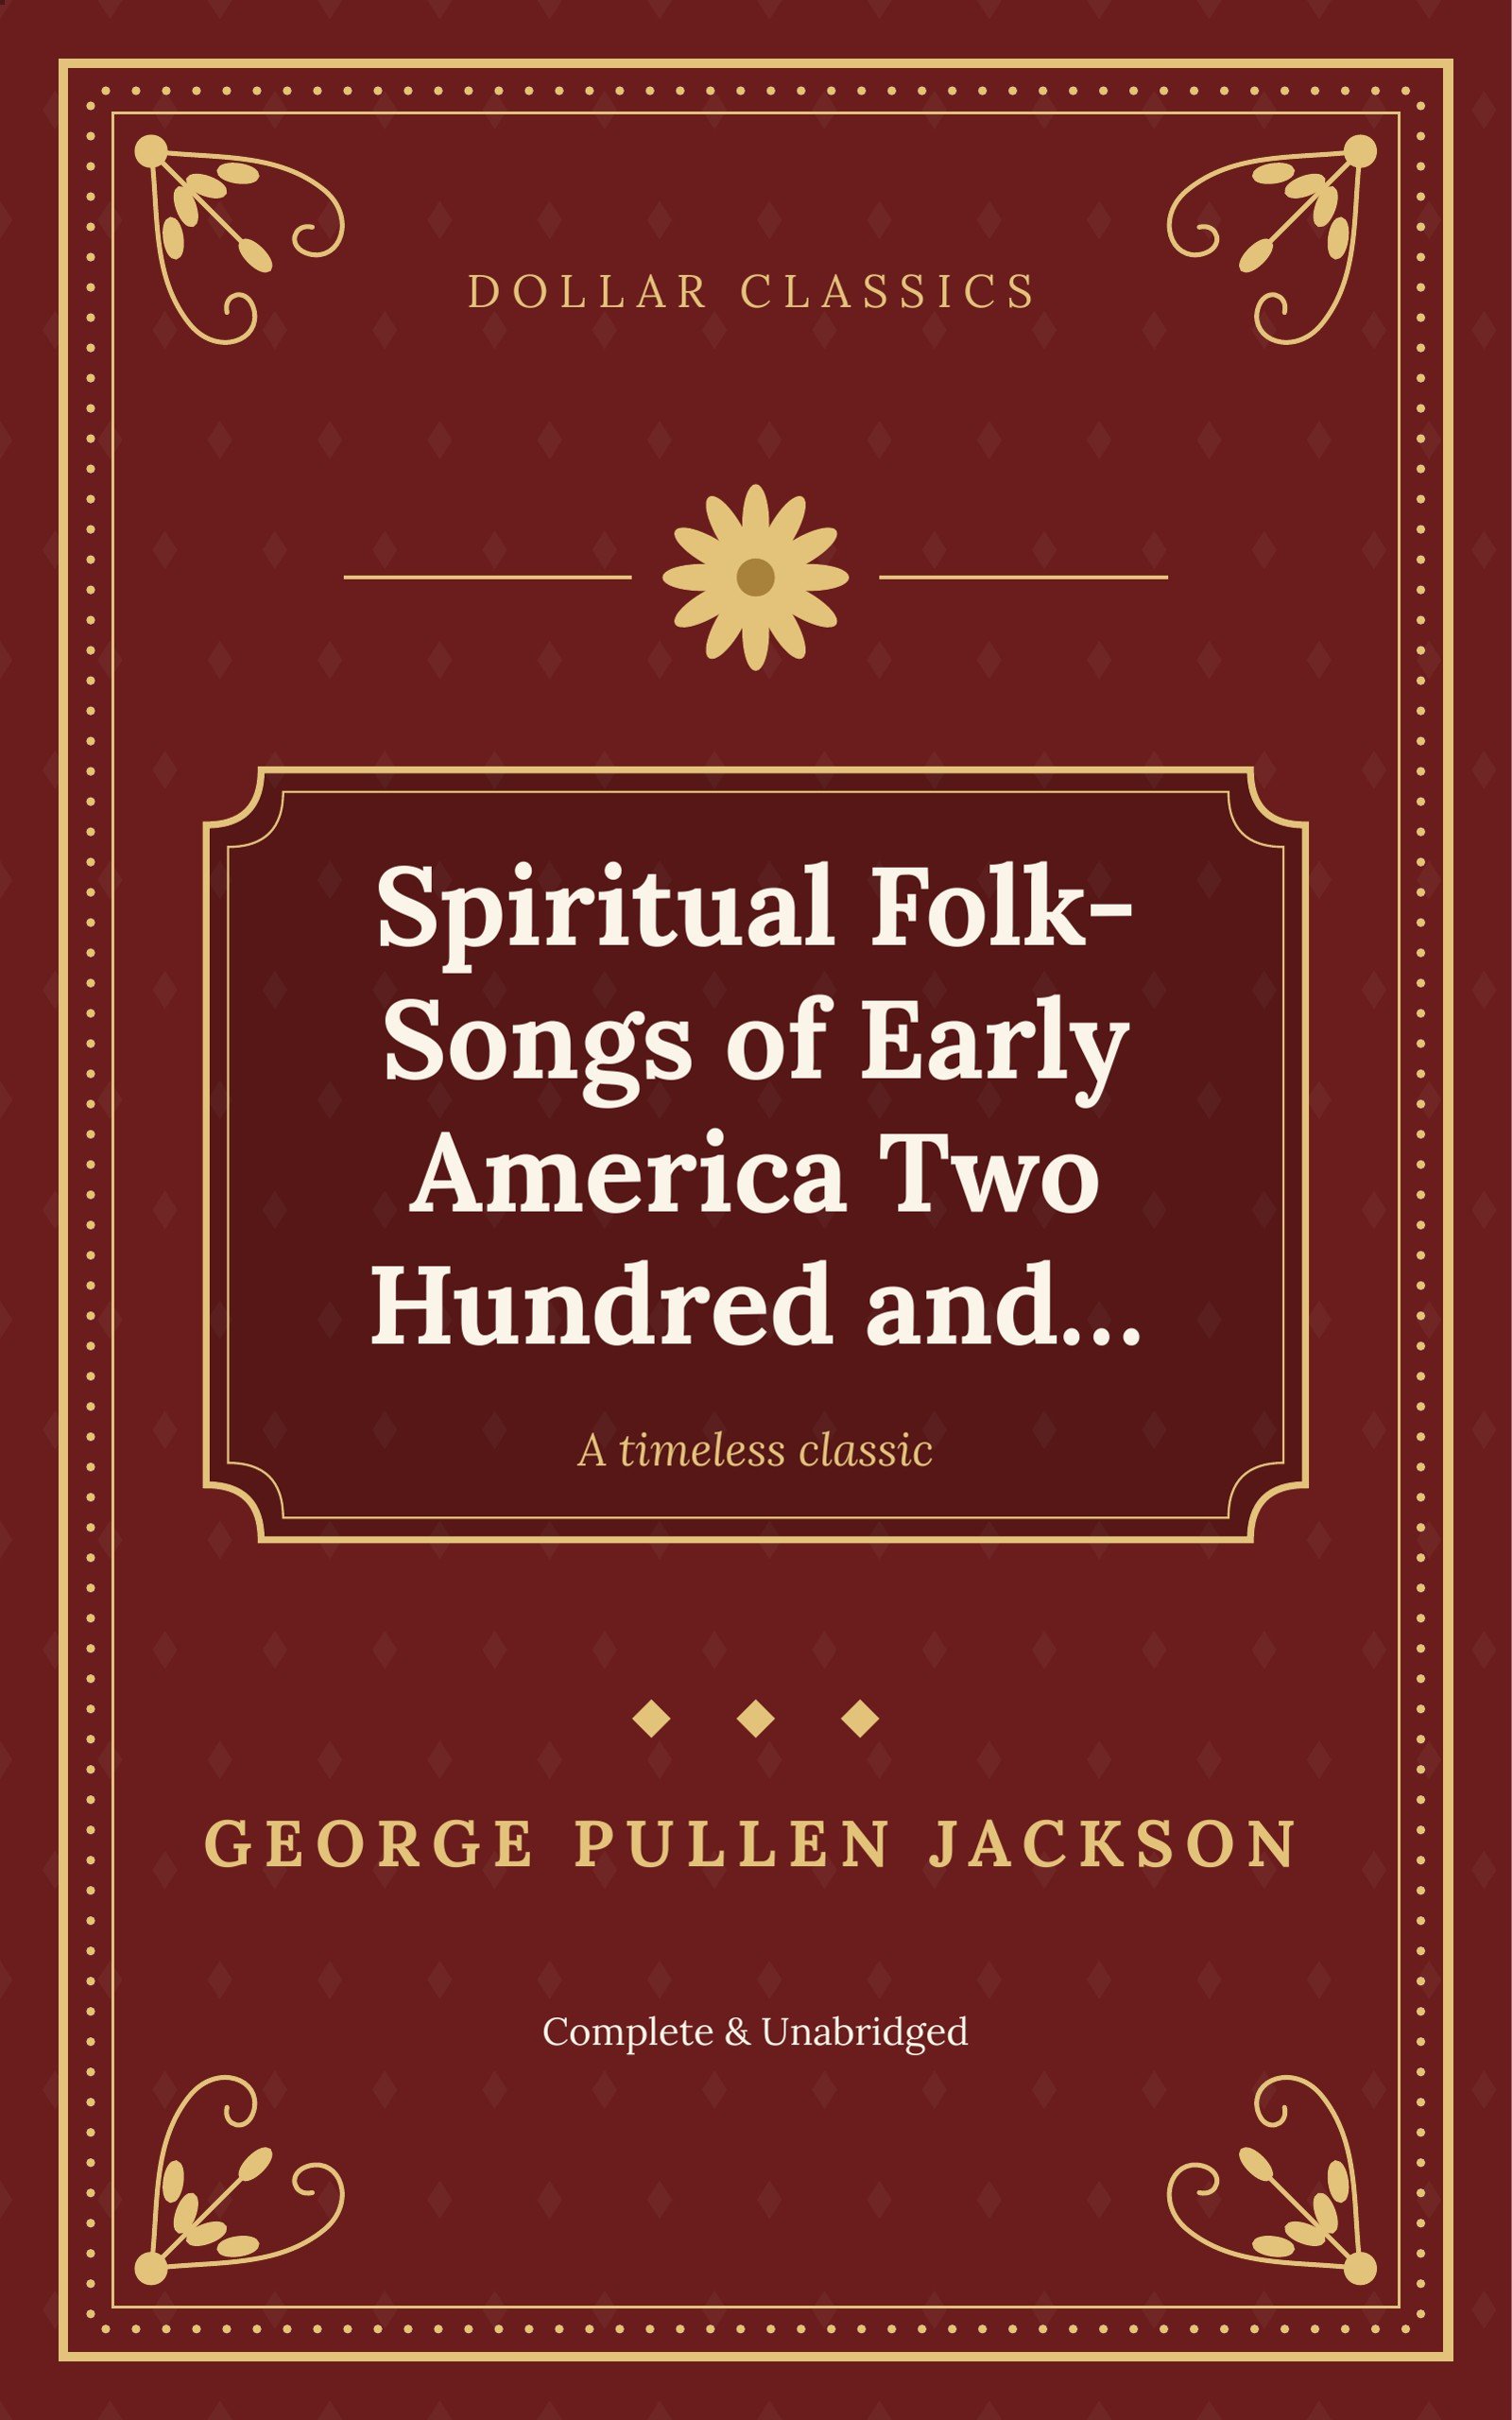 DOLLAR CLASSICS
Spiritual Folk-
Songs of Early
America Two
Hundred and...
A timeless classic
GEORGE PULLEN JACKSON
Complete & Unabridged